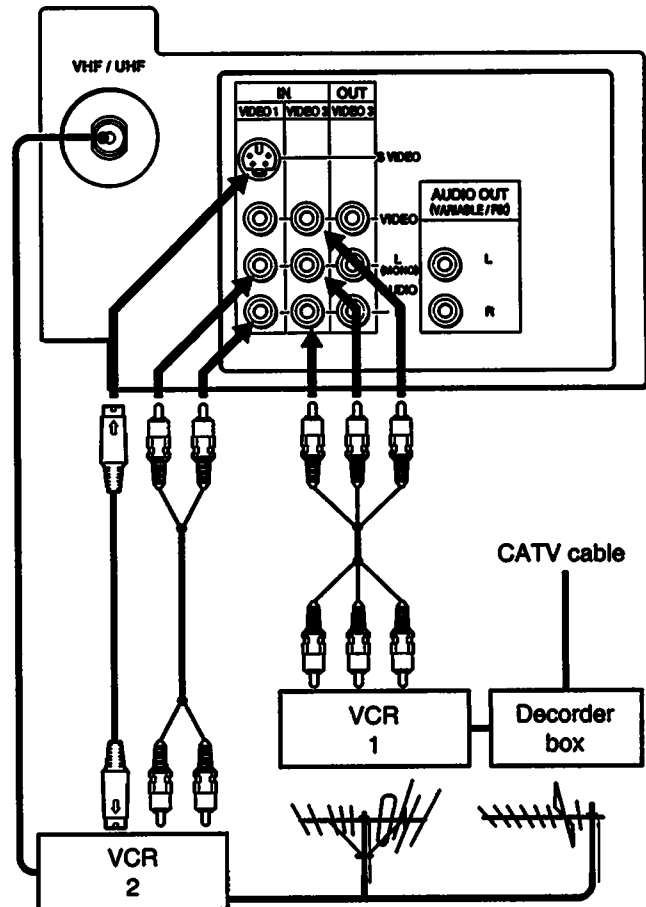 VHF / UHF
IN OUT
VIDEO 1 VIDEO 3 VIDEO 3
S VIDEO
VIDEO
L
(MONO)
AUDIO
AUDIO OUT
(VARIABLE / FIX)
L
R
CATV cable
VCR
1
Decorder
box
VCR
2